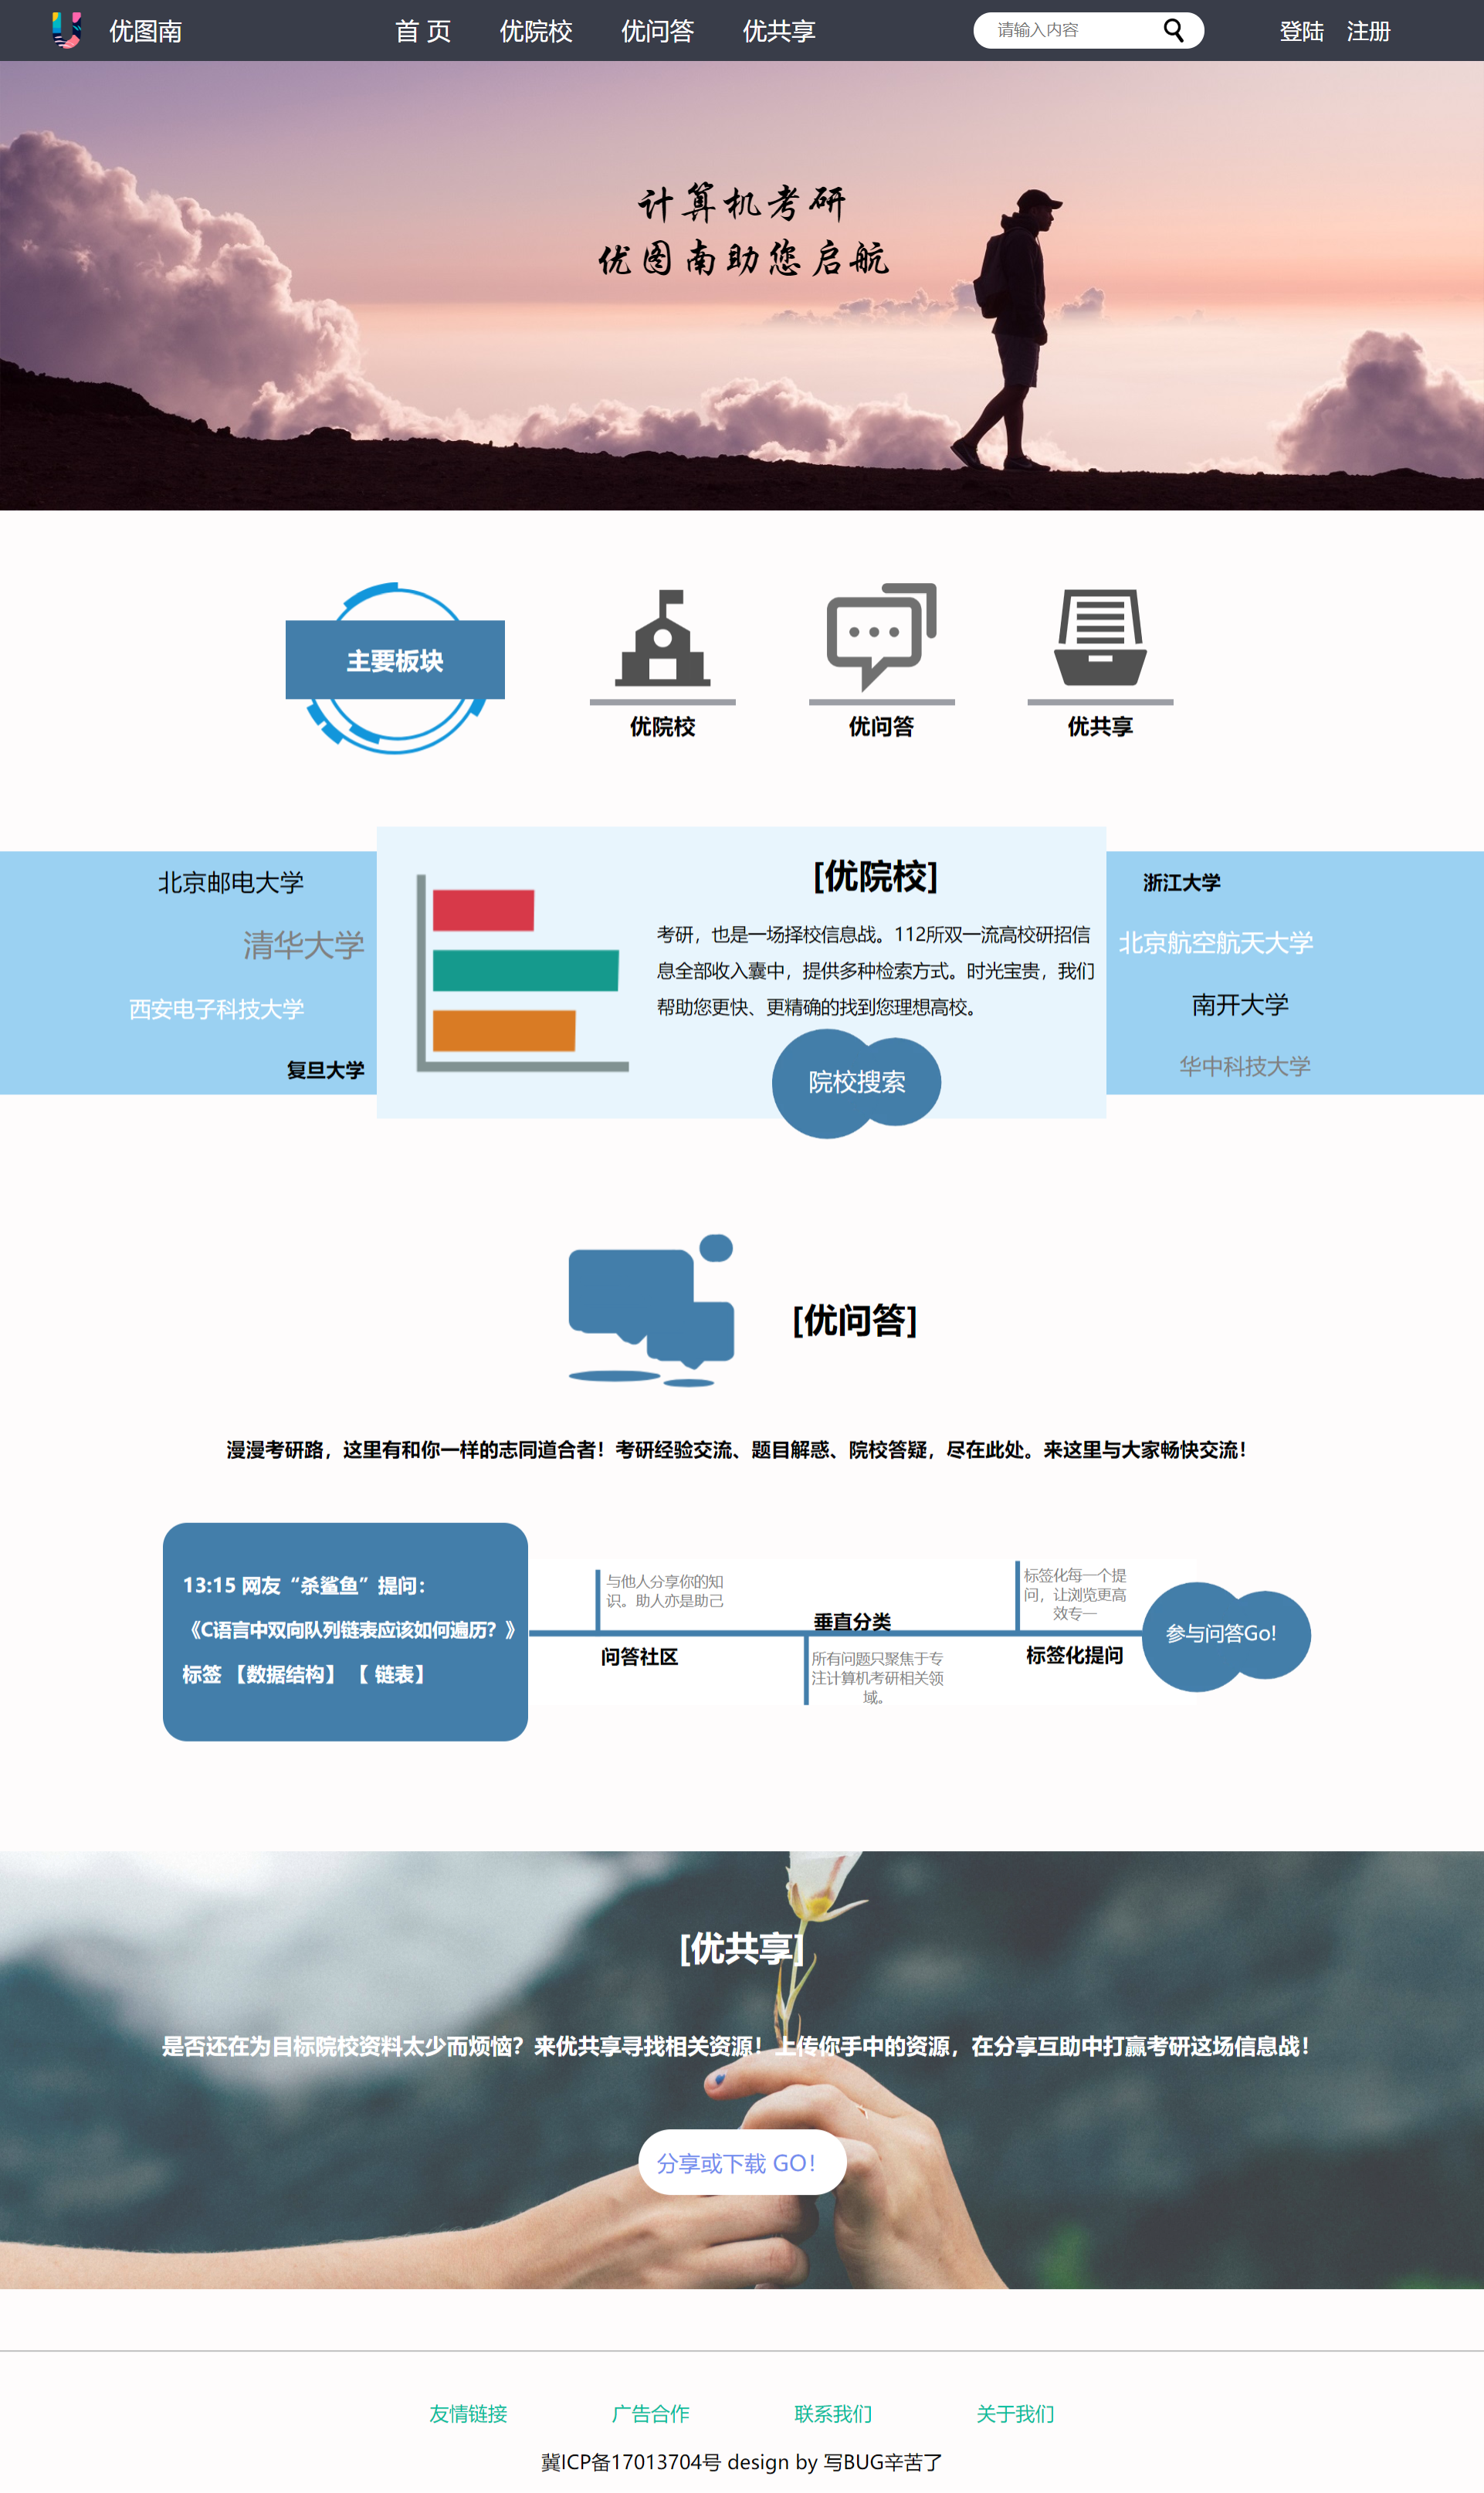 优图南
首 页
优院校
优问答
优共享
请输入内容
登陆
注册
计算机考研
优图南助您启航
主要板块
优院校
优问答
优共享
北京邮电大学
清华大学
西安电子科技大学
复旦大学
[优院校]
考研，也是一场择校信息战。112所双一流高校研招信
息全部收入囊中，提供多种检索方式。时光宝贵，我们
帮助您更快、更精确的找到您理想高校。
院校搜索
浙江大学
北京航空航天大学
南开大学
华中科技大学
[优问答]
漫漫考研路，这里有和你一样的志同道合者！考研经验交流、题目解惑、院校答疑，尽在此处。来这里与大家畅快交流！
13:15 网友“杀鲨鱼”提问：
《C语言中双向队列链表应该如何遍历？》
标签 【数据结构】 【 链表】
与他人分享你的知
识。助人亦是助己
问答社区
垂直分类
所有问题只聚焦于专
注计算机考研相关领
域。
标签化每一个提
问，让浏览更高
效专一
标签化提问
参与问答Go!
[优共享]
是否还在为目标院校资料太少而烦恼？来优共享寻找相关资源！上传你手中的资源，在分享互助中打赢考研这场信息战！
分享或下载 GO！
友情链接
广告合作
联系我们
关于我们
冀ICP备17013704号 design by 写BUG辛苦了